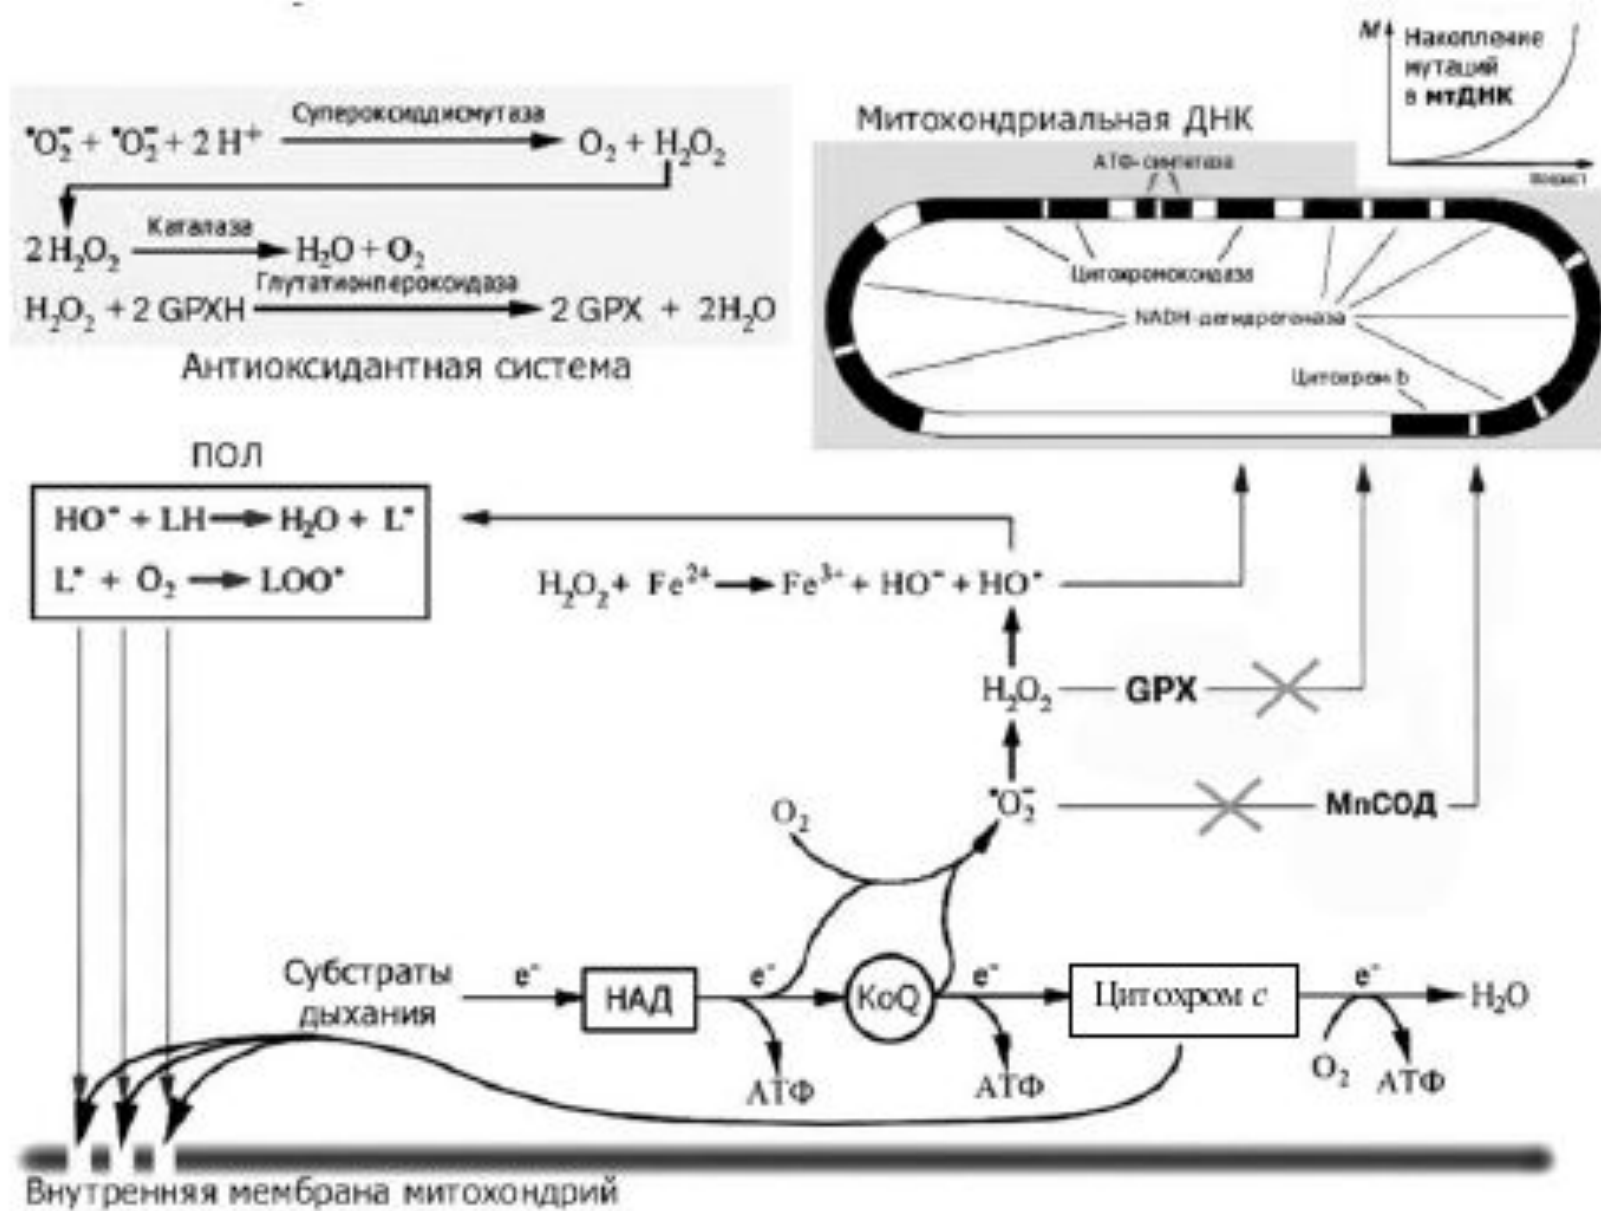 Супероксиддисмутаза
•O₂⁻ + •O₂⁻ + 2 H⁺ → O₂ + H₂O₂
Каталаза
2 H₂O₂ → H₂O + O₂
Глутатионпероксидаза
H₂O₂ + 2 GPXH → 2 GPX + 2H₂O
Антиоксидантная система
M
Накопление
мутаций
в мтДНК
Возраст
Митохондриальная ДНК
АТФ-синтетаза
Цитохромоксидаза
NADH-дегидрогеназа
Цитохром b
ПОЛ
HO• + LH → H₂O + L•
L• + O₂ → LOO•
H₂O₂ + Fe²⁺ → Fe³⁺ + HO⁻ + HO•
H₂O₂ GPX
•O₂⁻ MnСОД
O₂
Субстраты
дыхания
e⁻ НАД e⁻ KoQ e⁻ Цитохром c e⁻ H₂O
АТФ АТФ O₂ АТФ
Внутренняя мембрана митохондрий